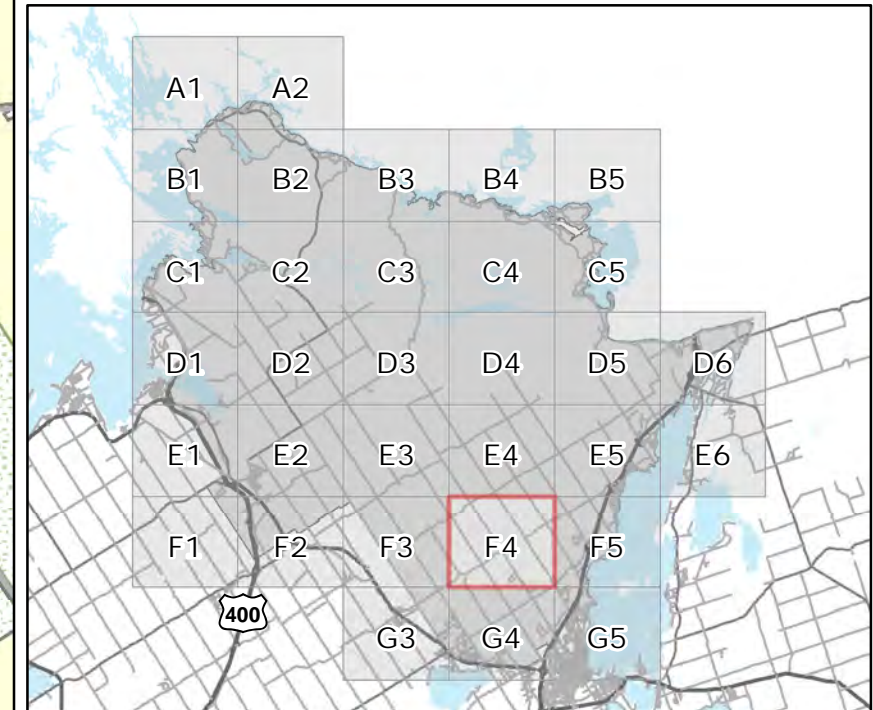 A1 A2
B1 B2 B3 B4 B5
C1 C2 C3 C4 C5
D1 D2 D3 D4 D5 D6
E1 E2 E3 E4 E5 E6
F1 F2 F3 F4 F5
400
G3 G4 G5